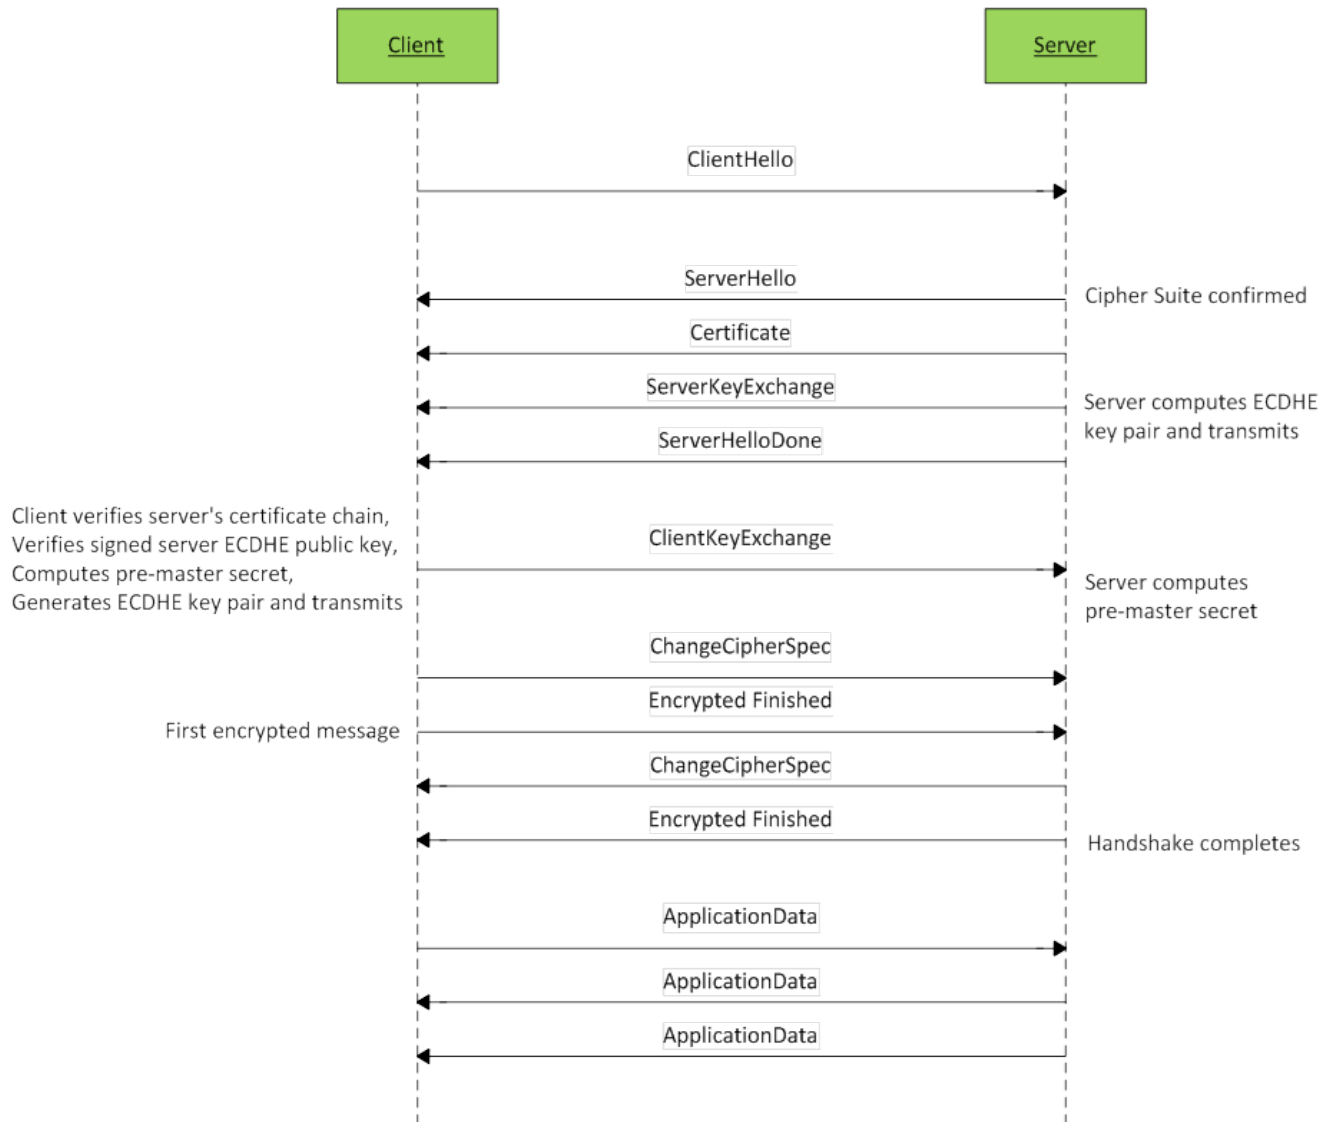 Client
Server
ClientHello
ServerHello
Cipher Suite confirmed
Certificate
ServerKeyExchange
Server computes ECDHE
key pair and transmits
ServerHelloDone
Client verifies server's certificate chain,
Verifies signed server ECDHE public key,
Computes pre-master secret,
Generates ECDHE key pair and transmits
ClientKeyExchange
Server computes
pre-master secret
ChangeCipherSpec
Encrypted Finished
First encrypted message
ChangeCipherSpec
Encrypted Finished
Handshake completes
ApplicationData
ApplicationData
ApplicationData